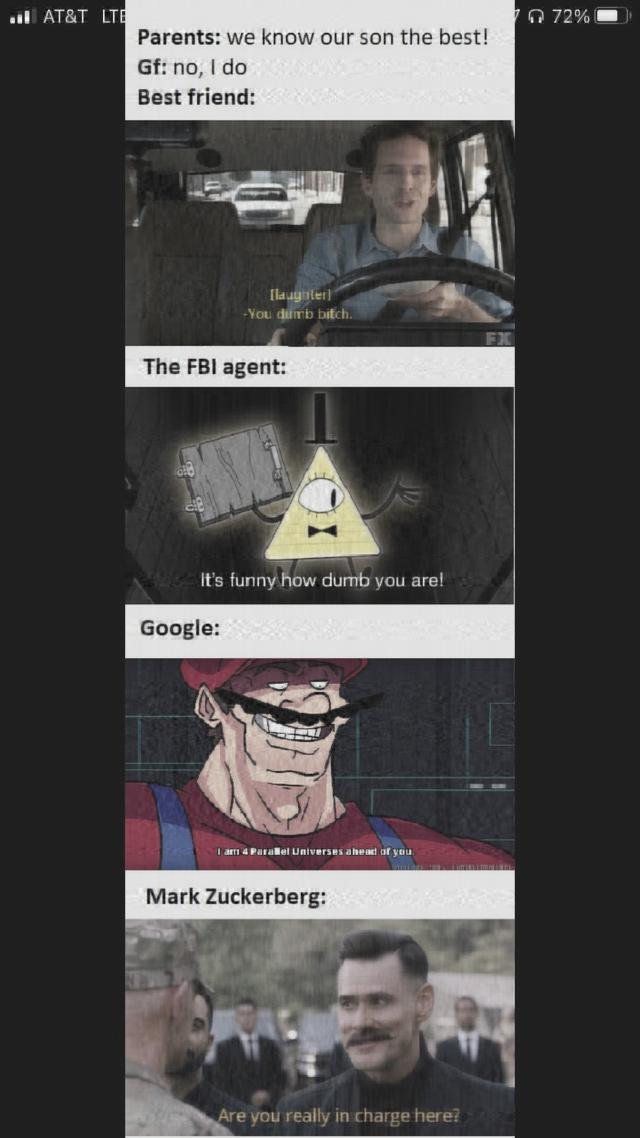 AT&T LTE 7 72%
Parents: we know our son the best!
Gf: no, I do
Best friend:
[laughter]
-You dumb bitch.
FX
The FBI agent:
It's funny how dumb you are!
Google:
I am 4 Parallel Universes ahead of you.
Mark Zuckerberg:
Are you really in charge here?